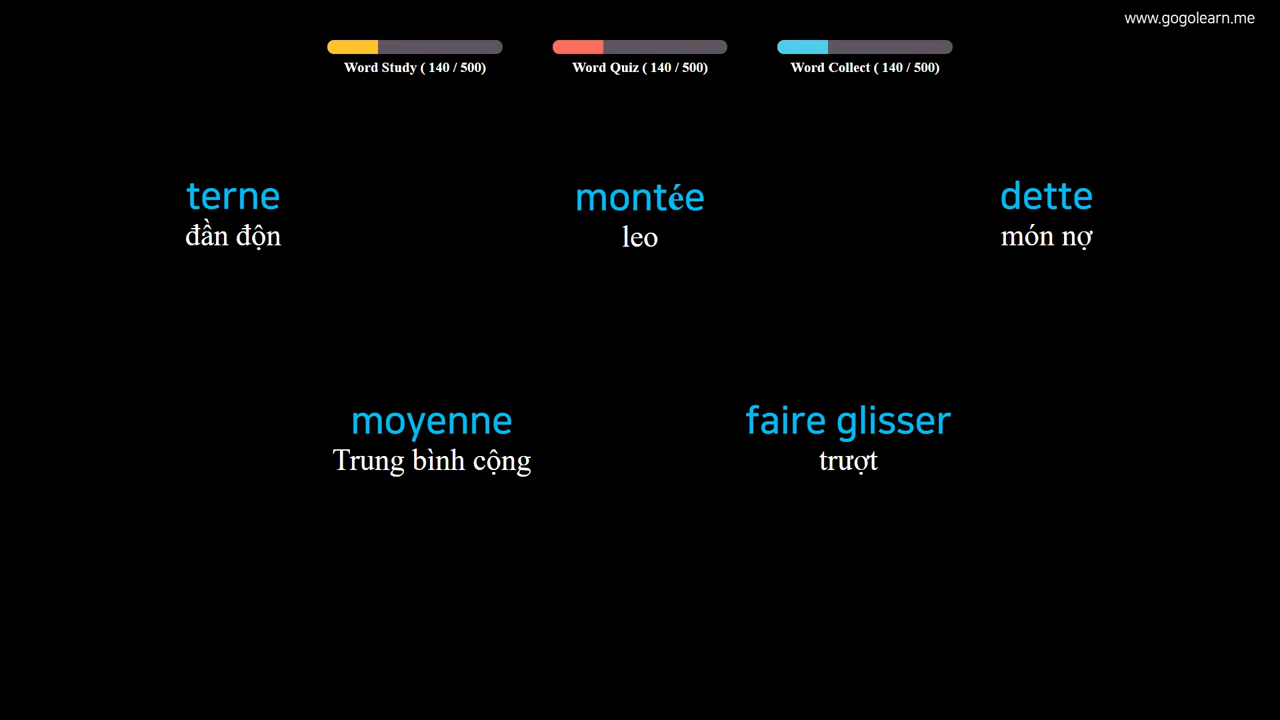 www.gogolearn.me
Word Study ( 140 / 500)
Word Quiz ( 140 / 500)
Word Collect ( 140 / 500)
terne
đần độn
montée
leo
dette
món nợ
moyenne
Trung bình cộng
faire glisser
trượt